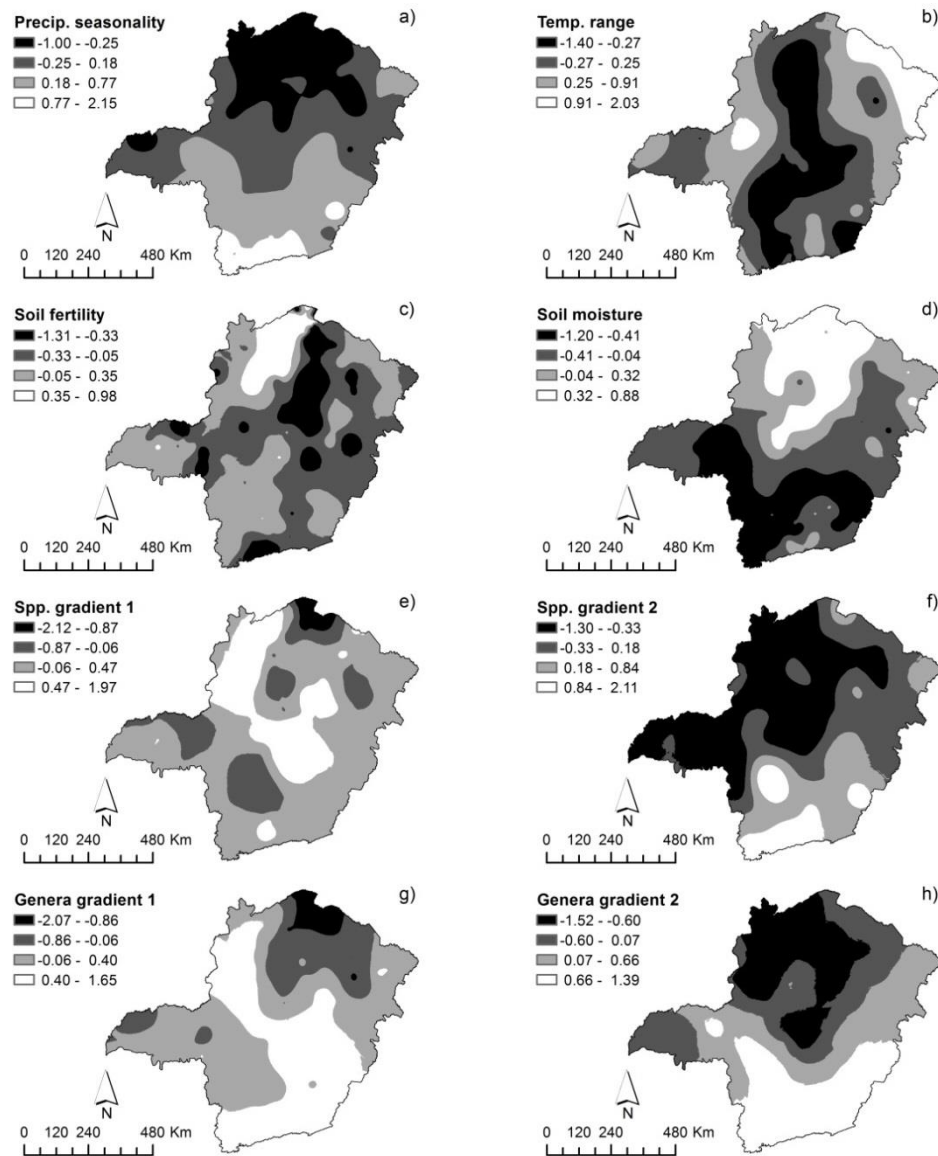 Precip. seasonality
a)
-1.00 - -0.25
-0.25 - 0.18
0.18 - 0.77
0.77 - 2.15
N
0 120 240 480 Km
Temp. range
b)
-1.40 - -0.27
-0.27 - 0.25
0.25 - 0.91
0.91 - 2.03
N
0 120 240 480 Km
Soil fertility
c)
-1.31 - -0.33
-0.33 - -0.05
-0.05 - 0.35
0.35 - 0.98
N
0 120 240 480 Km
Soil moisture
d)
-1.20 - -0.41
-0.41 - -0.04
-0.04 - 0.32
0.32 - 0.88
N
0 120 240 480 Km
Spp. gradient 1
e)
-2.12 - -0.87
-0.87 - -0.06
-0.06 - 0.47
0.47 - 1.97
N
0 120 240 480 Km
Spp. gradient 2
f)
-1.30 - -0.33
-0.33 - 0.18
0.18 - 0.84
0.84 - 2.11
N
0 120 240 480 Km
Genera gradient 1
g)
-2.07 - -0.86
-0.86 - -0.06
-0.06 - 0.40
0.40 - 1.65
N
0 120 240 480 Km
Genera gradient 2
h)
-1.52 - -0.60
-0.60 - 0.07
0.07 - 0.66
0.66 - 1.39
N
0 120 240 480 Km